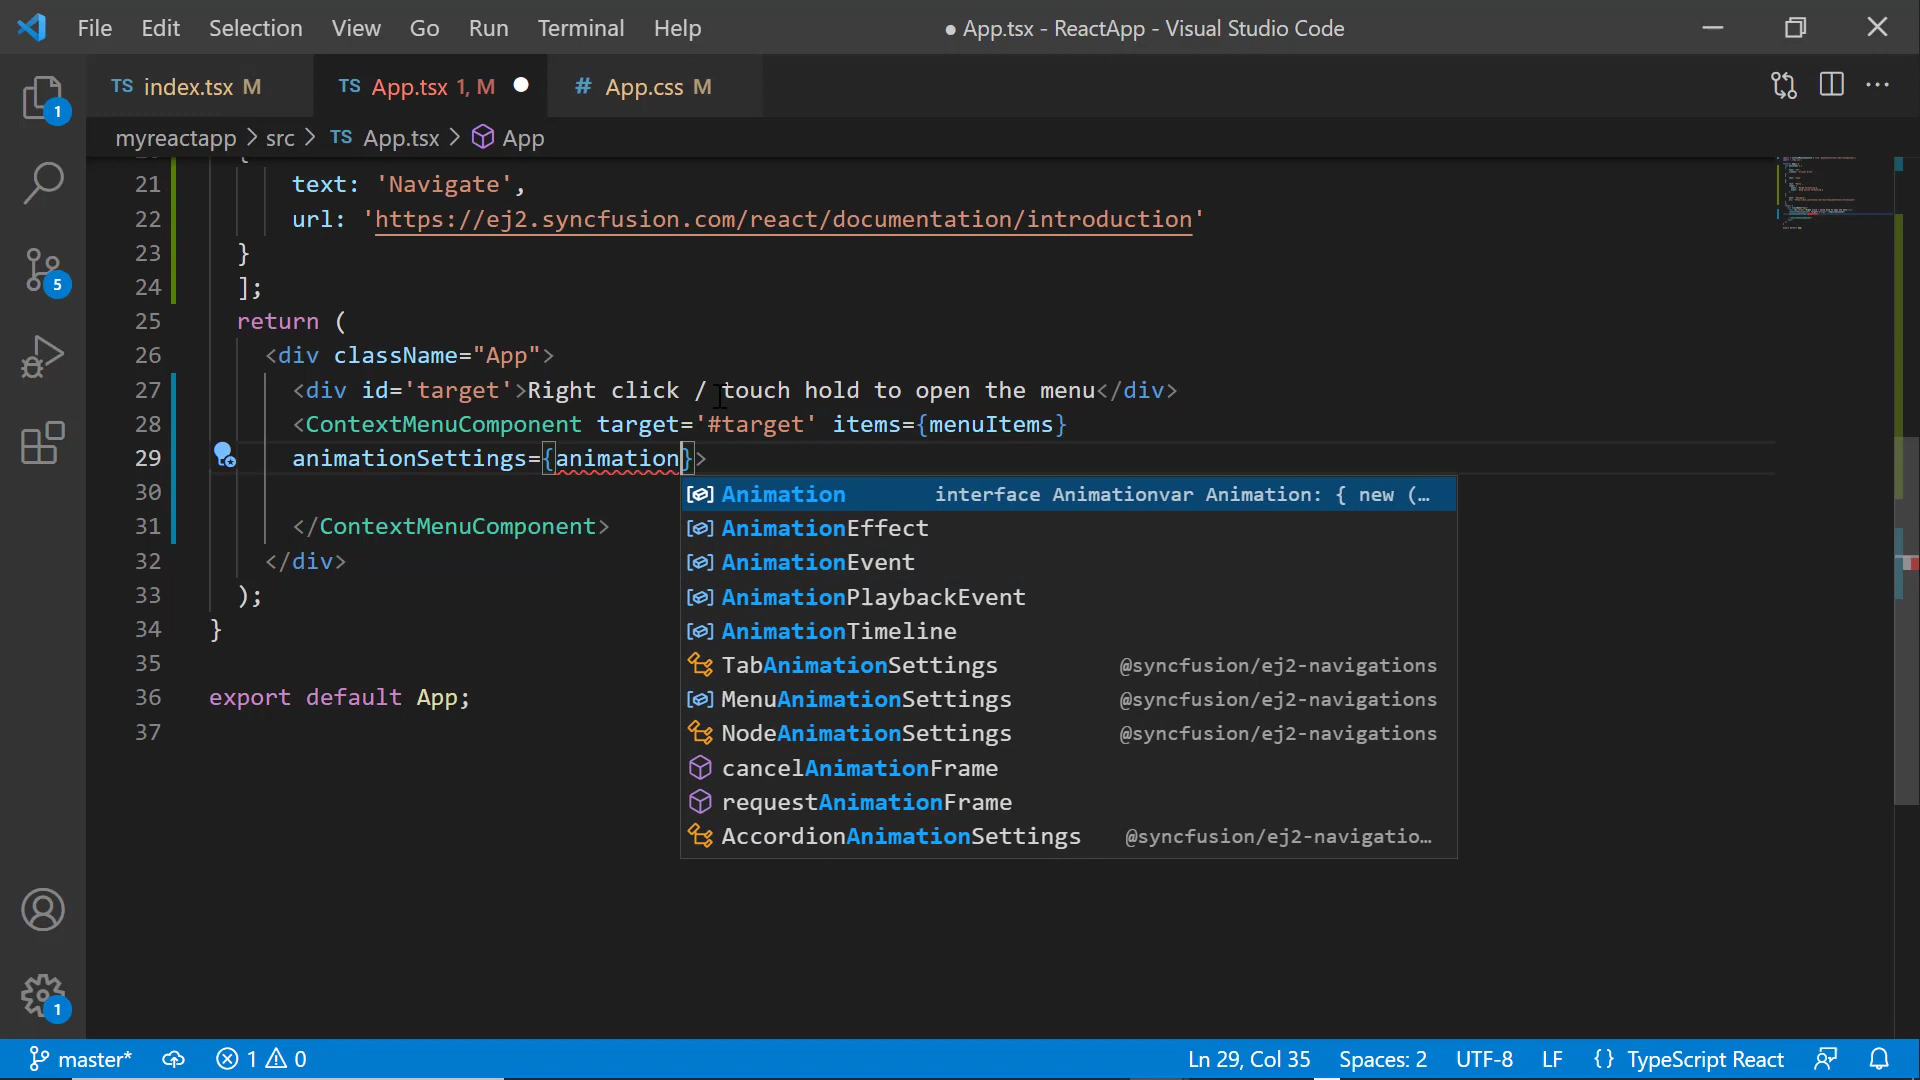 File Edit Selection View Go Run Terminal Help ● App.tsx - ReactApp - Visual Studio Code
TS index.tsx M TS App.tsx 1, M # App.css M
myreactapp > src > TS App.tsx > App
21 text: 'Navigate',
22 url: 'https://ej2.syncfusion.com/react/documentation/introduction'
23 }
24 ];
25 return (
26 <div className="App">
27 <div id='target'>Right click / touch hold to open the menu</div>
28 <ContextMenuComponent target='#target' items={menuItems}
29 animationSettings={animation}>
30
31 </ContextMenuComponent>
32 </div>
33 );
34 }
35
36 export default App;
37
Animation interface Animationvar Animation: { new (…
AnimationEffect
AnimationEvent
AnimationPlaybackEvent
AnimationTimeline
TabAnimationSettings @syncfusion/ej2-navigations
MenuAnimationSettings @syncfusion/ej2-navigations
NodeAnimationSettings @syncfusion/ej2-navigations
cancelAnimationFrame
requestAnimationFrame
AccordionAnimationSettings @syncfusion/ej2-navigatio…
1
5
1
master* 1 0 Ln 29, Col 35 Spaces: 2 UTF-8 LF {} TypeScript React